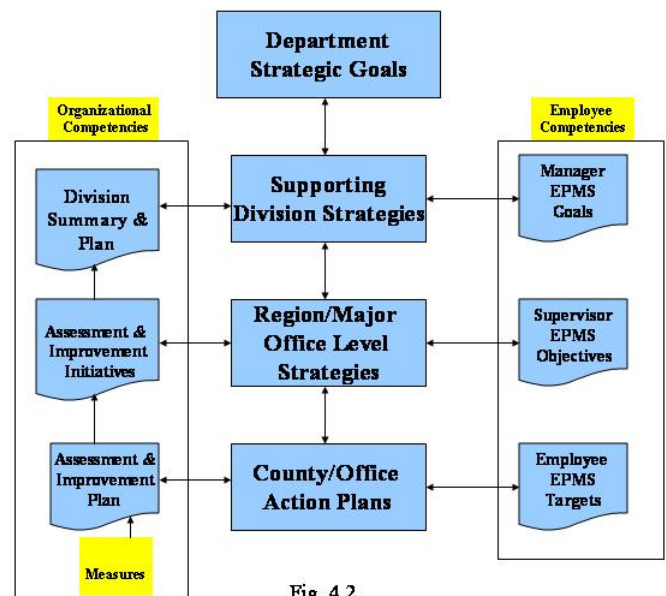 Department
Strategic Goals
Organizational
Competencies
Employee
Competencies
Division
Summary &
Plan
Supporting
Division Strategies
Manager
EPMS
Goals
Assessment &
Improvement
Initiatives
Region/Major
Office Level
Strategies
Supervisor
EPMS
Objectives
Assessment &
Improvement
Plan
County/Office
Action Plans
Employee
EPMS
Targets
Measures
Fig. 4.2